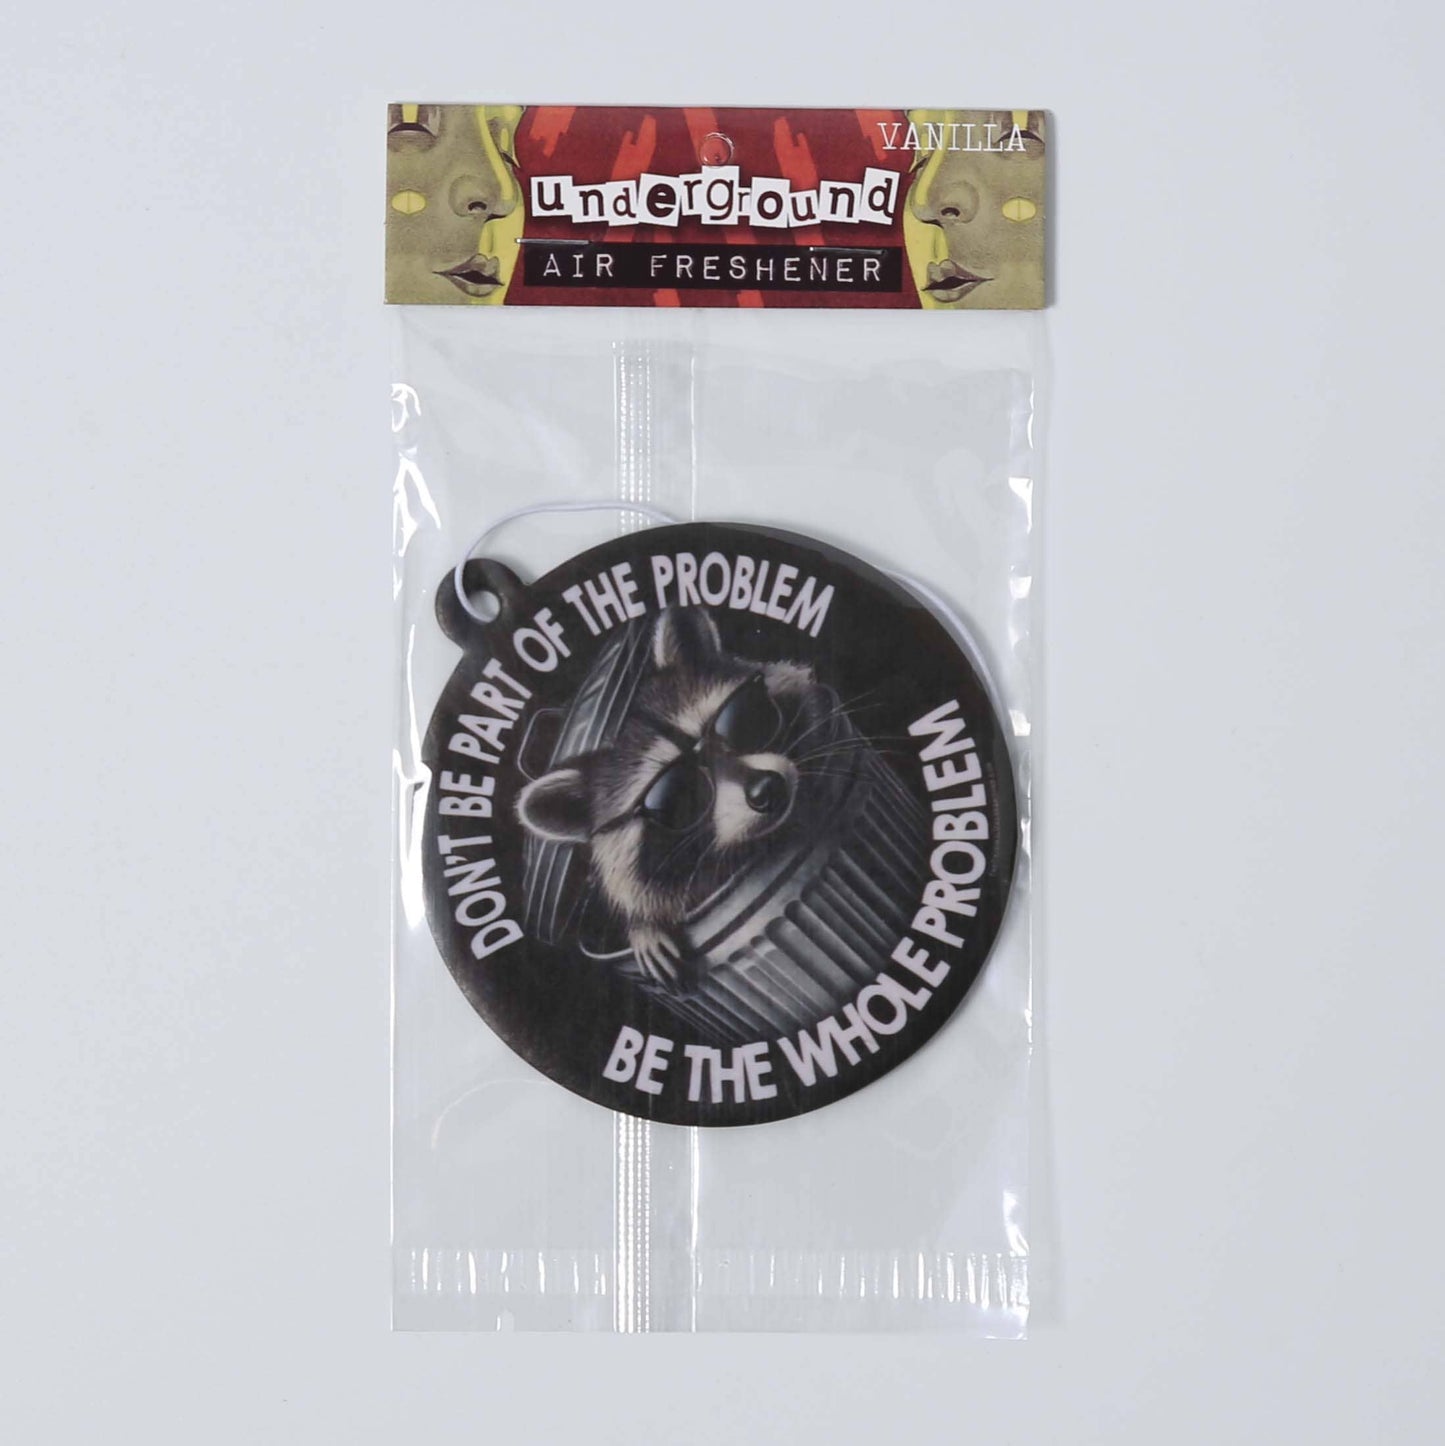 VANILLA
underground
AIR FRESHENER
DON'T BE PART OF THE PROBLEM
BE THE WHOLE PROBLEM